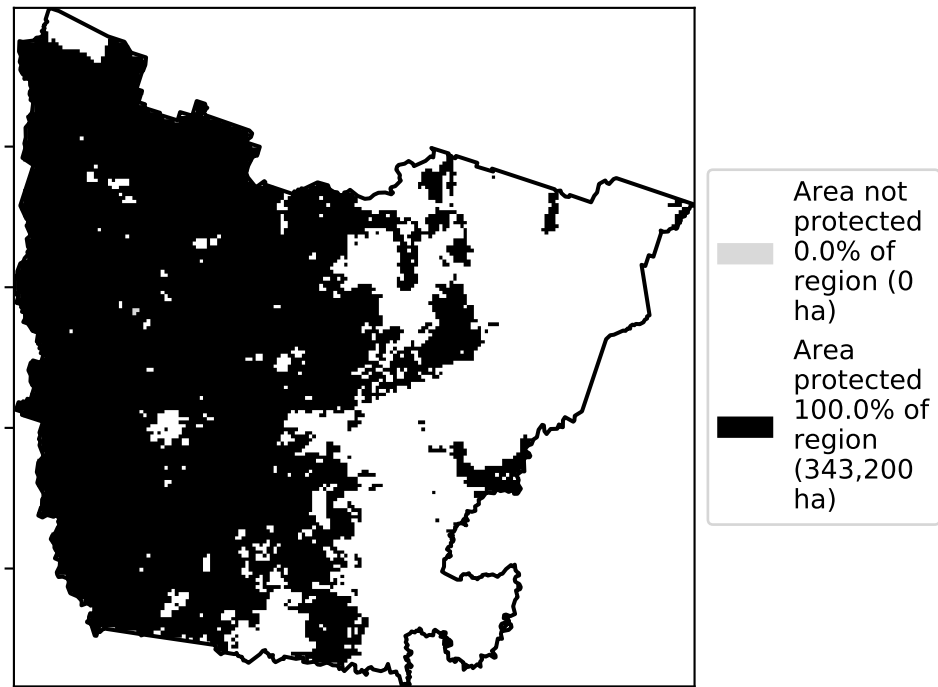 Area not
protected
0.0% of
region (0
ha)
Area
protected
100.0% of
region
(343,200
ha)